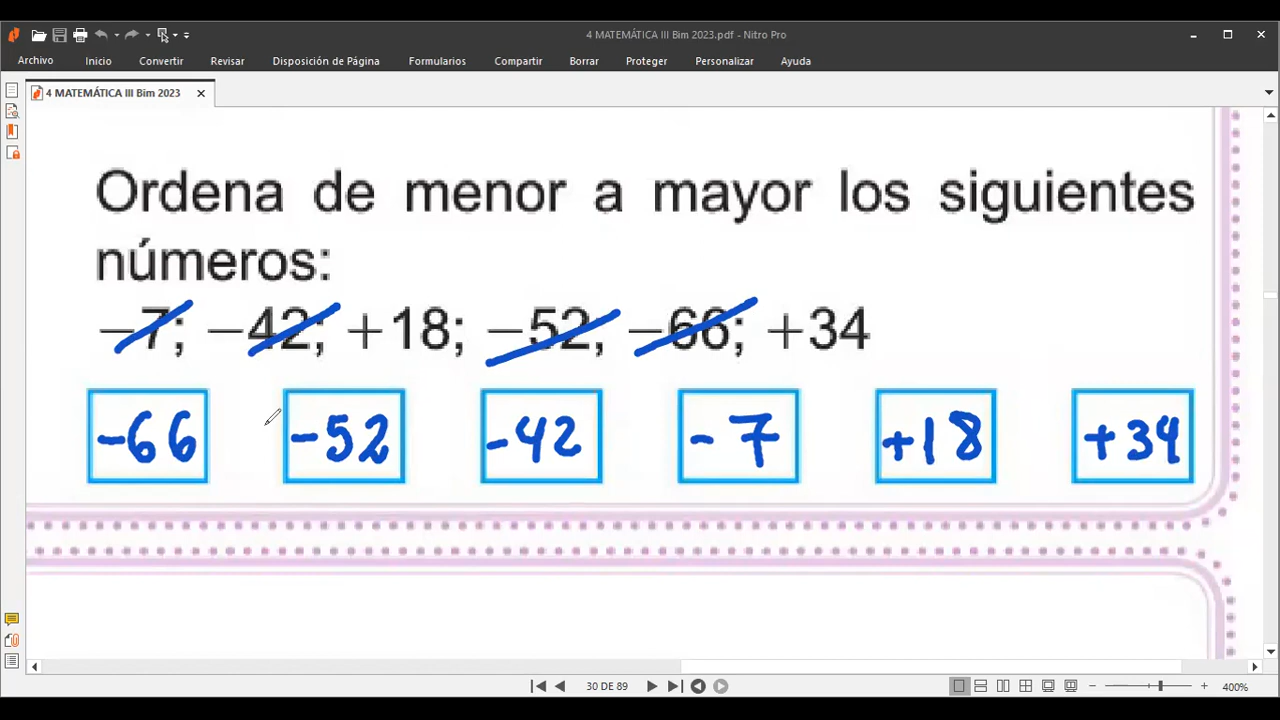 4 MATEMÁTICA III Bim 2023.pdf - Nitro Pro
Archivo Inicio Convertir Revisar Disposición de Página Formularios Compartir Borrar Proteger Personalizar Ayuda
4 MATEMÁTICA III Bim 2023
Ordena de menor a mayor los siguientes
números:
−7; −42; +18; −52; −66; +34
-66 -52 -42 -7 +18 +34
30 DE 89
400%